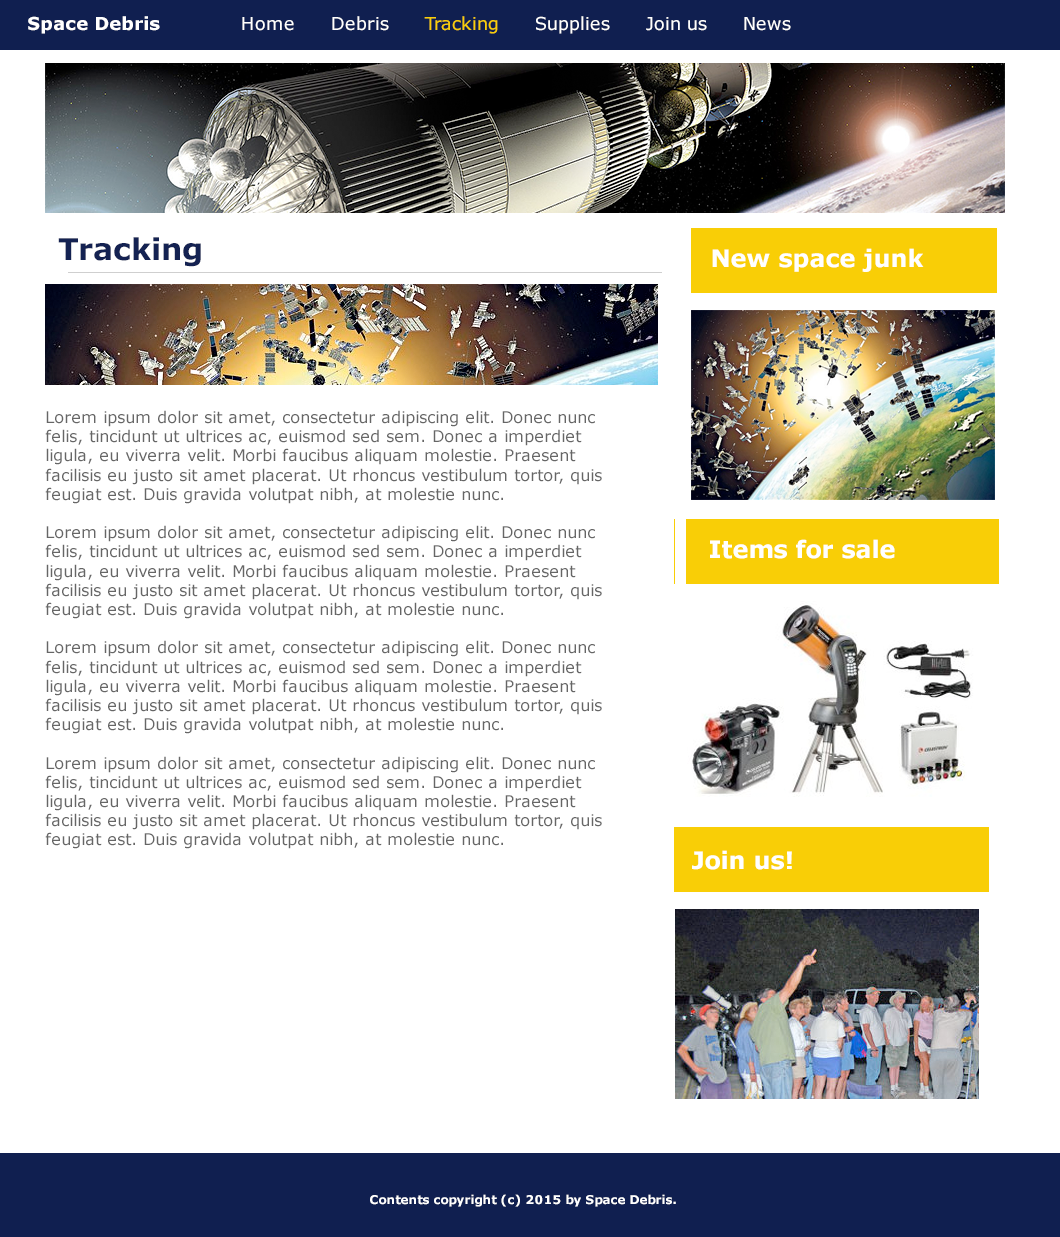 Space Debris
Home Debris Tracking Supplies Join us News
Tracking
Lorem ipsum dolor sit amet, consectetur adipiscing elit. Donec nunc
felis, tincidunt ut ultrices ac, euismod sed sem. Donec a imperdiet
ligula, eu viverra velit. Morbi faucibus aliquam molestie. Praesent
facilisis eu justo sit amet placerat. Ut rhoncus vestibulum tortor, quis
feugiat est. Duis gravida volutpat nibh, at molestie nunc.
Lorem ipsum dolor sit amet, consectetur adipiscing elit. Donec nunc
felis, tincidunt ut ultrices ac, euismod sed sem. Donec a imperdiet
ligula, eu viverra velit. Morbi faucibus aliquam molestie. Praesent
facilisis eu justo sit amet placerat. Ut rhoncus vestibulum tortor, quis
feugiat est. Duis gravida volutpat nibh, at molestie nunc.
Lorem ipsum dolor sit amet, consectetur adipiscing elit. Donec nunc
felis, tincidunt ut ultrices ac, euismod sed sem. Donec a imperdiet
ligula, eu viverra velit. Morbi faucibus aliquam molestie. Praesent
facilisis eu justo sit amet placerat. Ut rhoncus vestibulum tortor, quis
feugiat est. Duis gravida volutpat nibh, at molestie nunc.
Lorem ipsum dolor sit amet, consectetur adipiscing elit. Donec nunc
felis, tincidunt ut ultrices ac, euismod sed sem. Donec a imperdiet
ligula, eu viverra velit. Morbi faucibus aliquam molestie. Praesent
facilisis eu justo sit amet placerat. Ut rhoncus vestibulum tortor, quis
feugiat est. Duis gravida volutpat nibh, at molestie nunc.
New space junk
Items for sale
Join us!
Contents copyright (c) 2015 by Space Debris.